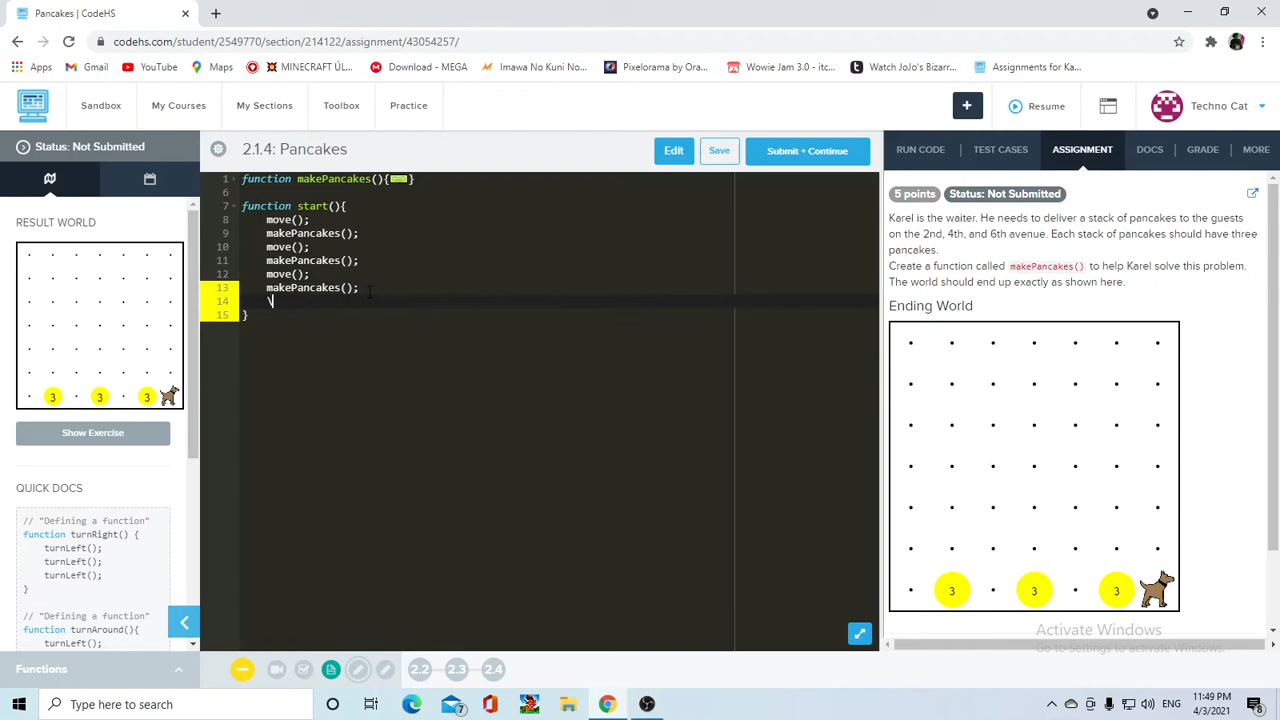 Pancakes | CodeHS
codehs.com/student/2549770/section/214122/assignment/43054257/
Apps
Gmail
YouTube
Maps
MINECRAFT ÚL...
Download - MEGA
Imawa No Kuni No...
Pixelorama by Ora...
Wowie Jam 3.0 - itc...
Watch JoJo's Bizarr...
Assignments for Ka...
Sandbox
My Courses
My Sections
Toolbox
Practice
+
Resume
Techno Cat
Status: Not Submitted
2.1.4: Pancakes
Edit
Save
Submit + Continue
RUN CODE
TEST CASES
ASSIGNMENT
DOCS
GRADE
MORE
RESULT WORLD
3 3 3
Show Exercise
QUICK DOCS
// "Defining a function"
function turnRight() {
turnLeft();
turnLeft();
turnLeft();
}
// "Defining a function"
function turnAround(){
turnLeft();
Functions
1 function makePancakes(){}
6
7 function start(){
8 move();
9 makePancakes();
10 move();
11 makePancakes();
12 move();
13 makePancakes();
14 \
15 }
2.2
2.3
2.4
5 points
Status: Not Submitted
Karel is the waiter. He needs to deliver a stack of pancakes to the guests
on the 2nd, 4th, and 6th avenue. Each stack of pancakes should have three
pancakes.
Create a function called makePancakes() to help Karel solve this problem.
The world should end up exactly as shown here.
Ending World
3 3 3
Activate Windows
Go to Settings to activate Windows.
Type here to search
7
11:49 PM
4/3/2021
8